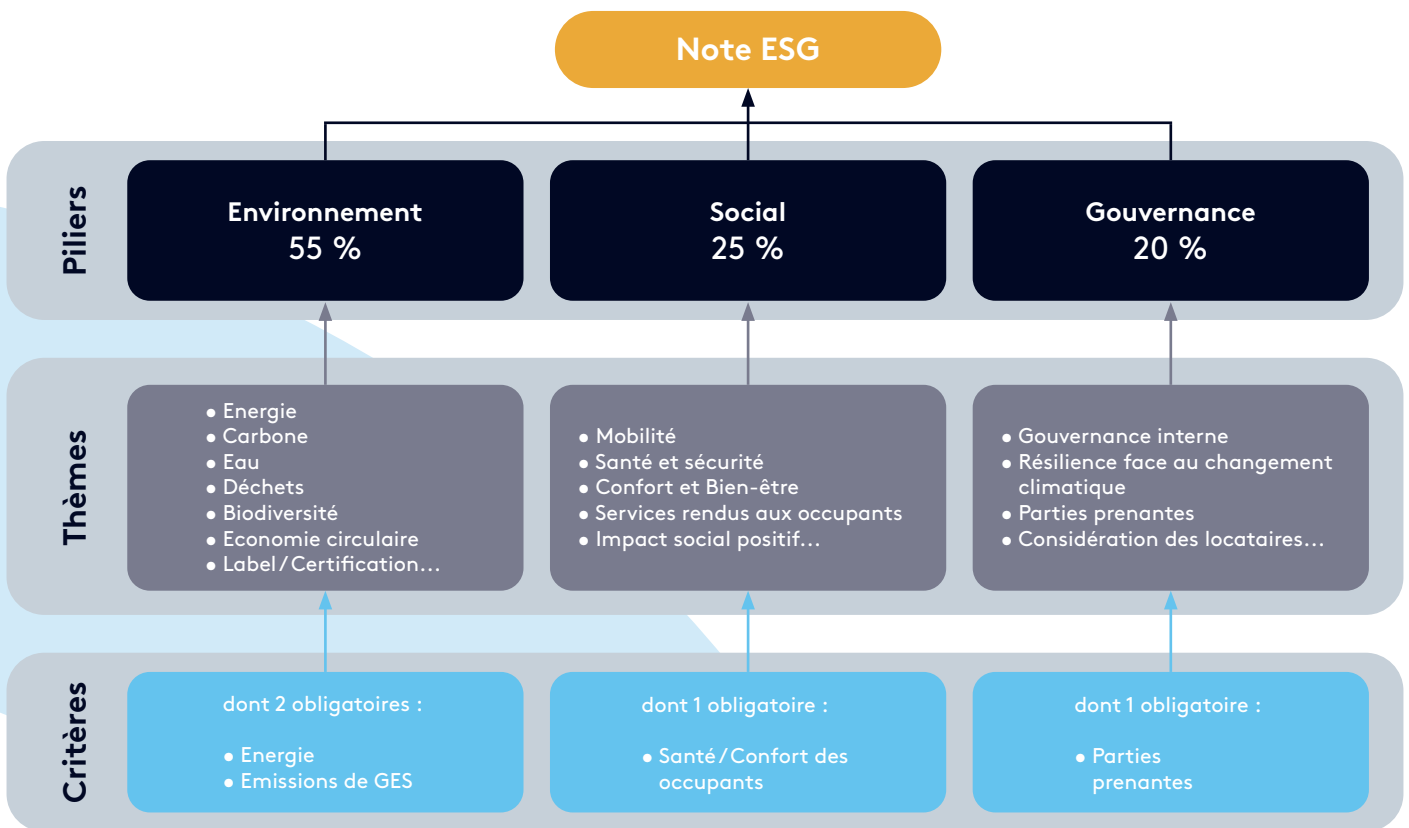 Note ESG
Piliers
Environnement
55 %
Social
25 %
Gouvernance
20 %
Thèmes
● Energie
● Carbone
● Eau
● Déchets
● Biodiversité
● Economie circulaire
● Label / Certification...
● Mobilité
● Santé et sécurité
● Confort et Bien-être
● Services rendus aux occupants
● Impact social positif...
● Gouvernance interne
● Résilience face au changement
climatique
● Parties prenantes
● Considération des locataires...
Critères
dont 2 obligatoires :
● Energie
● Emissions de GES
dont 1 obligatoire :
● Santé / Confort des
occupants
dont 1 obligatoire :
● Parties
prenantes